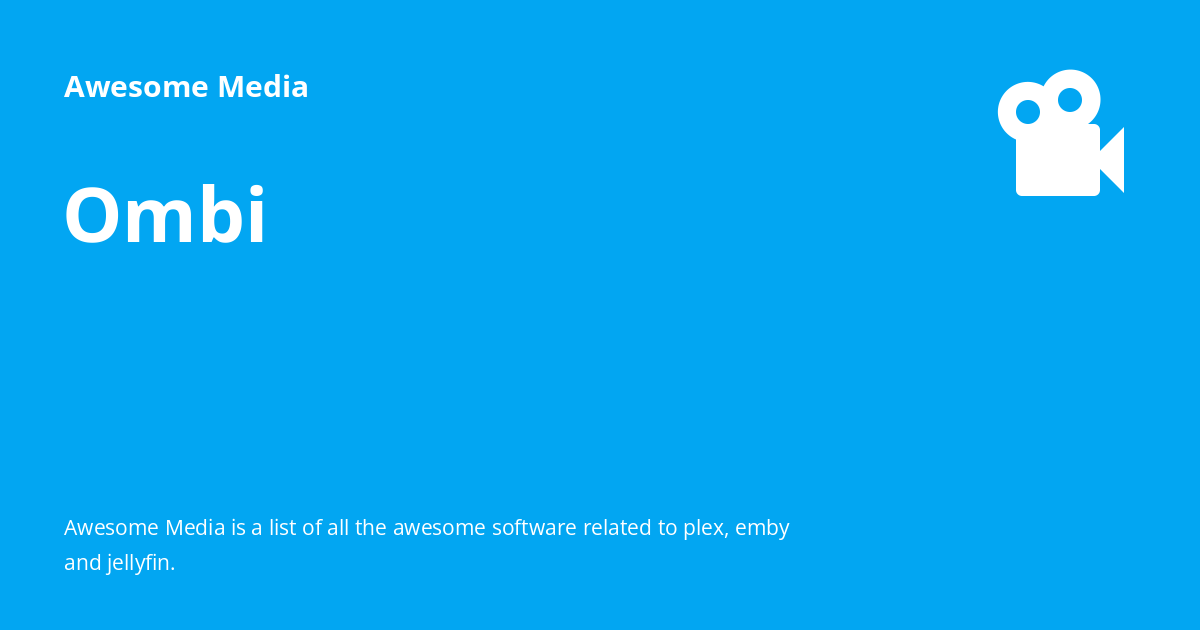 Awesome Media
Ombi
Awesome Media is a list of all the awesome software related to plex, emby
and jellyfin.